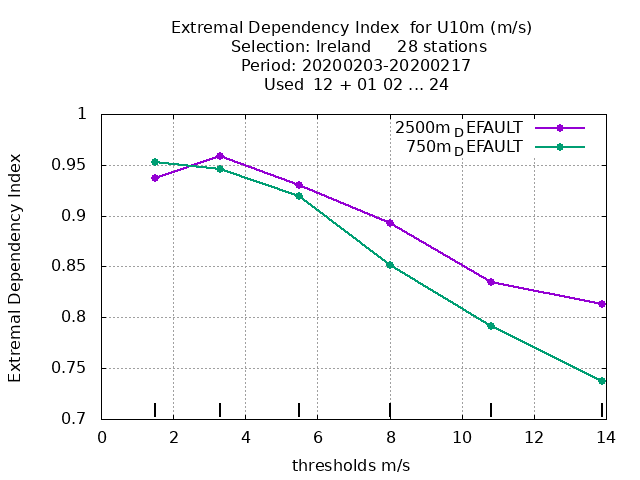 Extremal Dependency Index  for U10m (m/s)
Selection: Ireland     28 stations
Period: 20200203-20200217
Used  12 + 01 02 ... 24
2500m_DEFAULT
750m_DEFAULT
Extremal Dependency Index
1
0.95
0.9
0.85
0.8
0.75
0.7
0 2 4 6 8 10 12 14
thresholds m/s